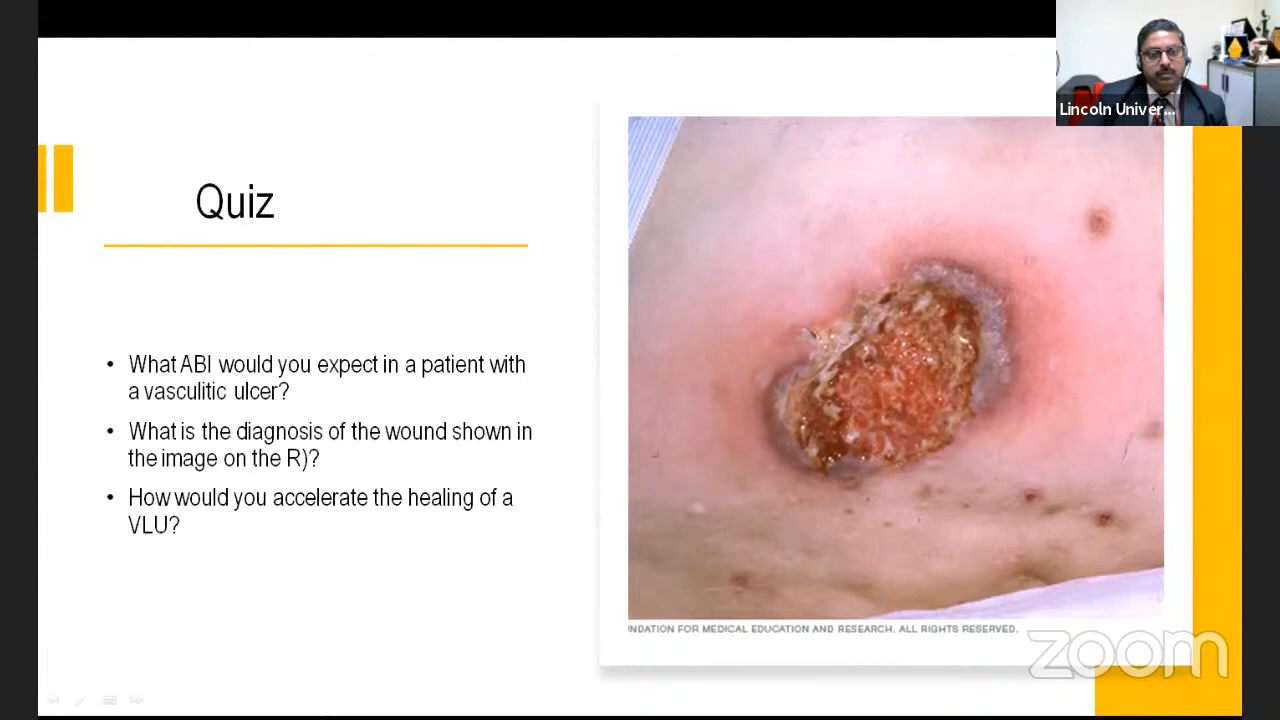 Lincoln Univer...
Quiz
• What ABI would you expect in a patient with
a vasculitic ulcer?
• What is the diagnosis of the wound shown in
the image on the R)?
• How would you accelerate the healing of a
VLU?
NDATION FOR MEDICAL EDUCATION AND RESEARCH. ALL RIGHTS RESERVED.
zoom